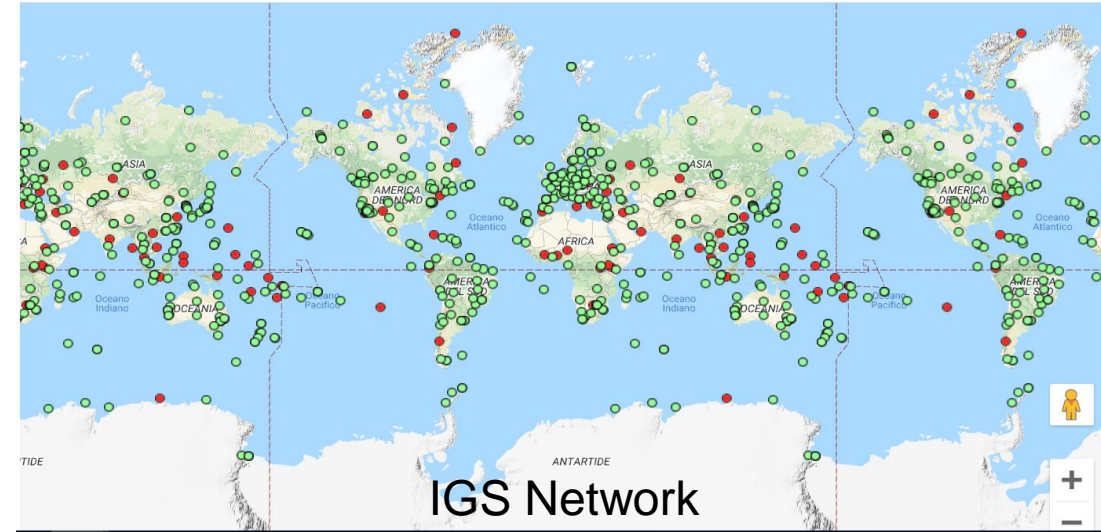 ASIA
AMERICA
DEL NORD
Oceano
Atlantico
AFRICA
ASIA
AMERICA
DEL NORD
Oceano
Atlantico
Oceano
Indiano
OCEANIA
Oceano
Pacifico
AMERICA
DEL SUD
Oceano
Indiano
OCEANIA
Oceano
Pacifico
AMERICA
DEL SUD
TIDE
ANTARTIDE
IGS Network
+
−